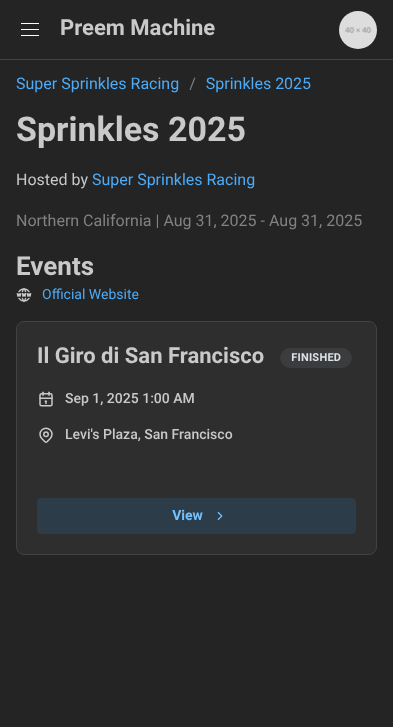 Preem Machine
40 × 40
Super Sprinkles Racing / Sprinkles 2025
Sprinkles 2025
Hosted by Super Sprinkles Racing
Northern California | Aug 31, 2025 - Aug 31, 2025
Events
Official Website
Il Giro di San Francisco FINISHED
Sep 1, 2025 1:00 AM
Levi's Plaza, San Francisco
View